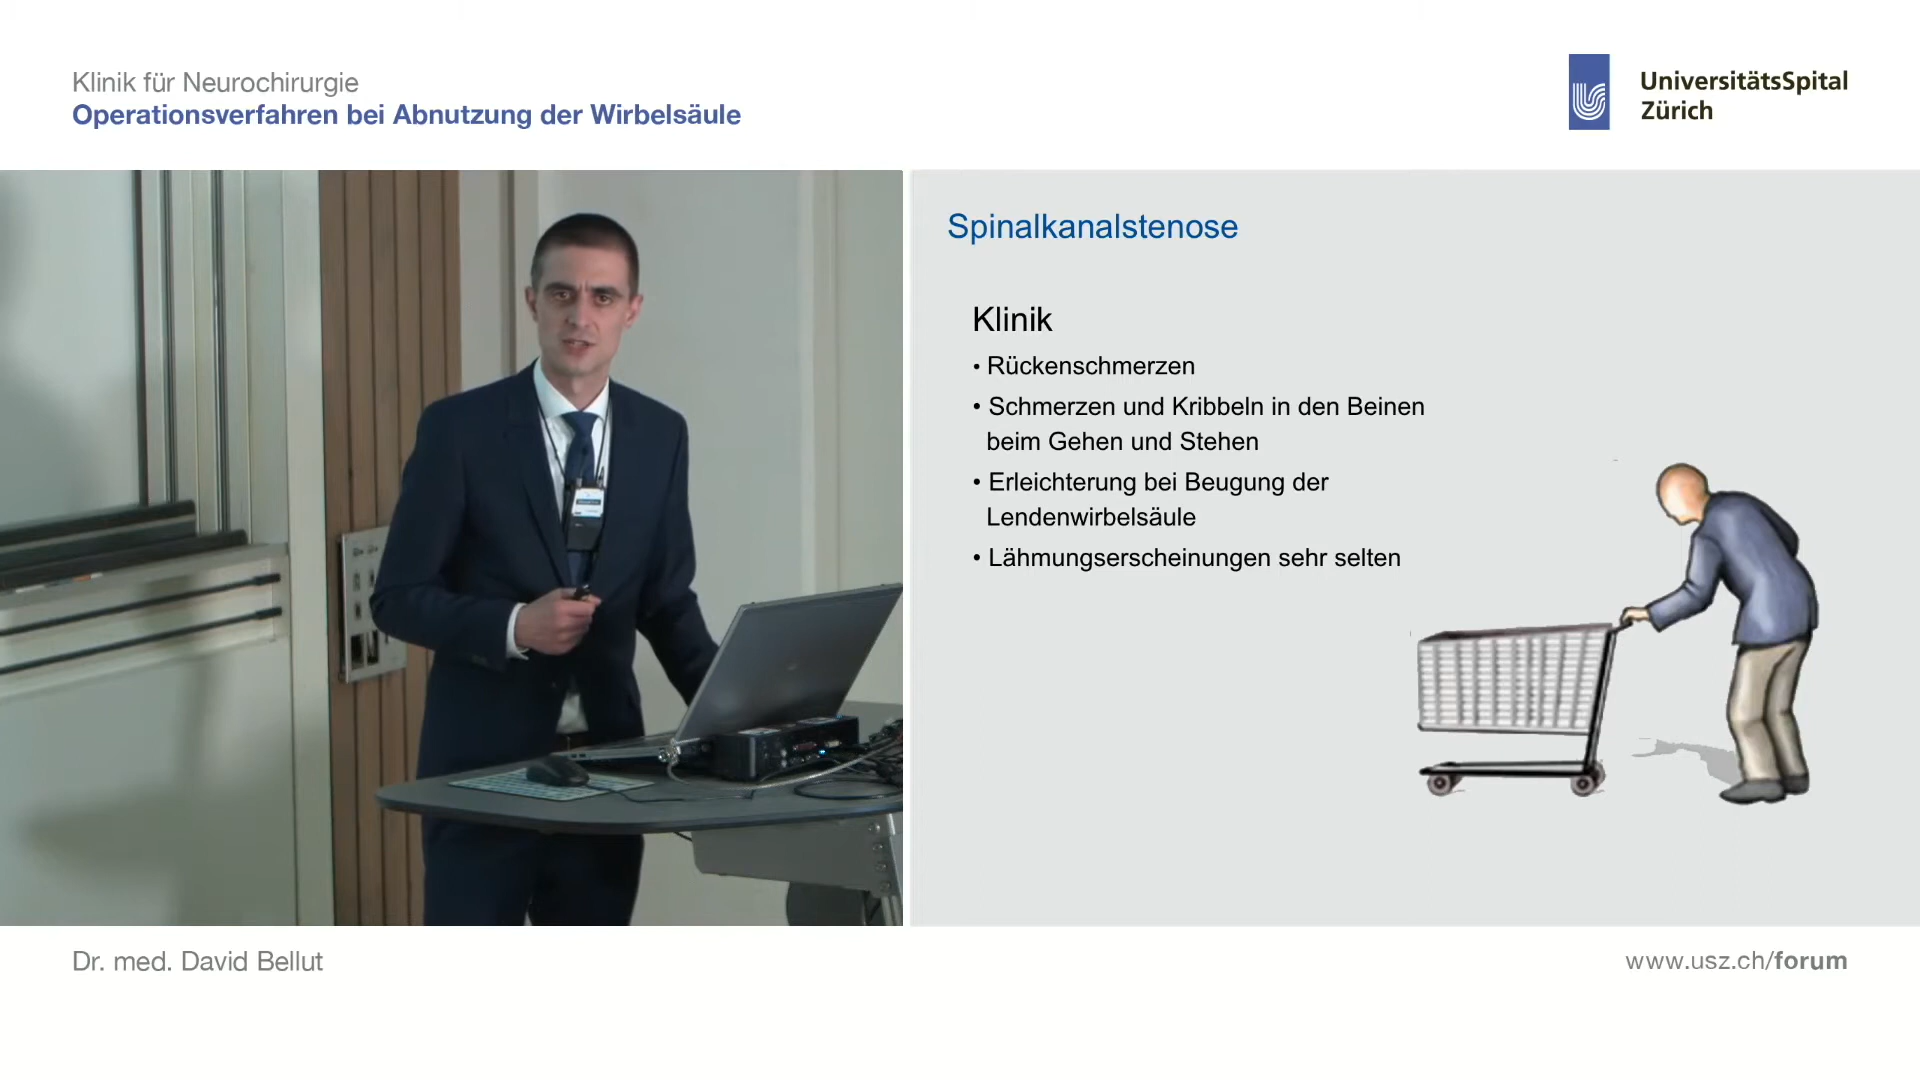 Klinik für Neurochirurgie
Operationsverfahren bei Abnutzung der Wirbelsäule
UniversitätsSpital
Zürich
Spinalkanalstenose
Klinik
• Rückenschmerzen
• Schmerzen und Kribbeln in den Beinen
beim Gehen und Stehen
• Erleichterung bei Beugung der
Lendenwirbelsäule
• Lähmungserscheinungen sehr selten
Dr. med. David Bellut
www.usz.ch/forum